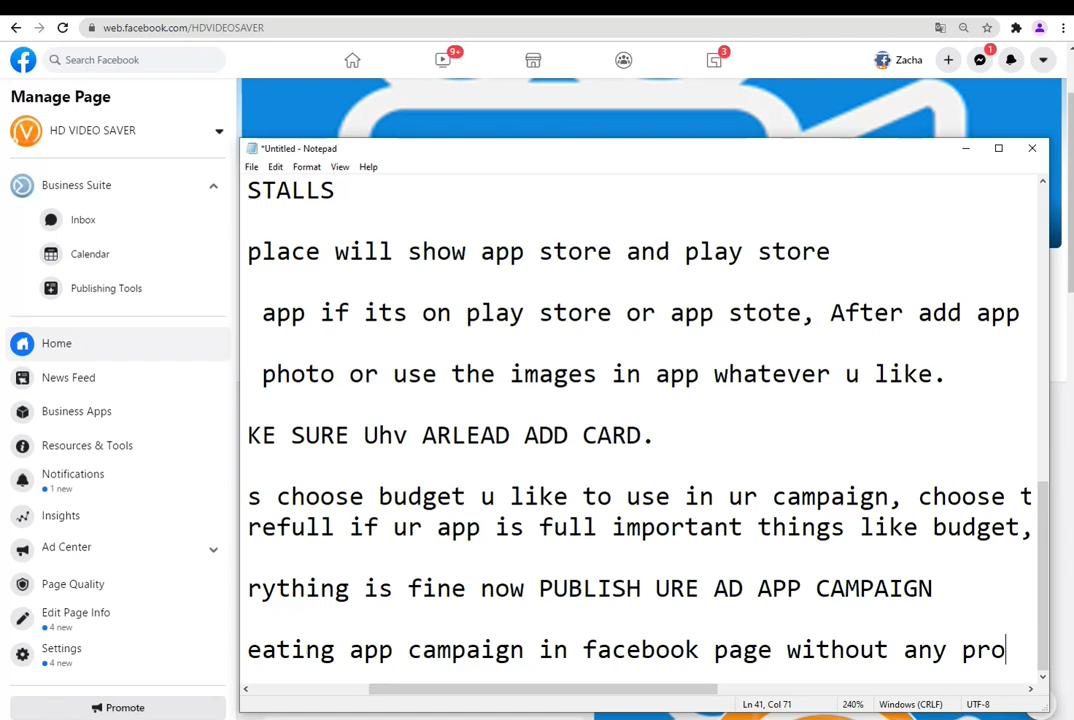 web.facebook.com/HDVIDEOSAVER
Search Facebook
9+
3
Zacha
1
Manage Page
HD VIDEO SAVER
Business Suite
Inbox
Calendar
Publishing Tools
Home
News Feed
Business Apps
Resources & Tools
Notifications
1 new
Insights
Ad Center
Page Quality
Edit Page Info
4 new
Settings
4 new
Promote
*Untitled - Notepad
File Edit Format View Help
STALLS
place will show app store and play store
app if its on play store or app stote, After add app
photo or use the images in app whatever u like.
KE SURE Uhv ARLEAD ADD CARD.
s choose budget u like to use in ur campaign, choose t
refull if ur app is full important things like budget,
rything is fine now PUBLISH URE AD APP CAMPAIGN
eating app campaign in facebook page without any pro
Ln 41, Col 71 240% Windows (CRLF) UTF-8